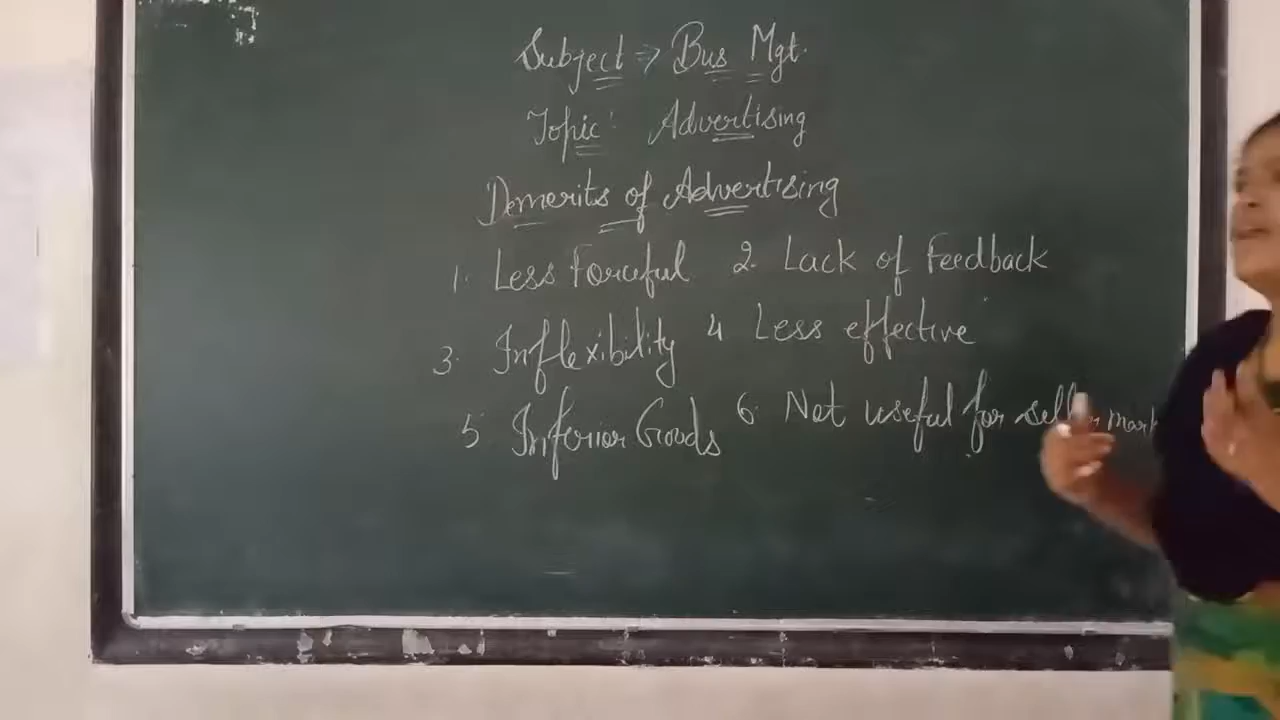 Subject → Bus Mgt.
Topic: Advertising
Demerits of Advertising
1. Less Forceful 2. Lack of Feedback
3. Inflexibility 4 Less effective
5 Inferior Goods 6. Not useful for